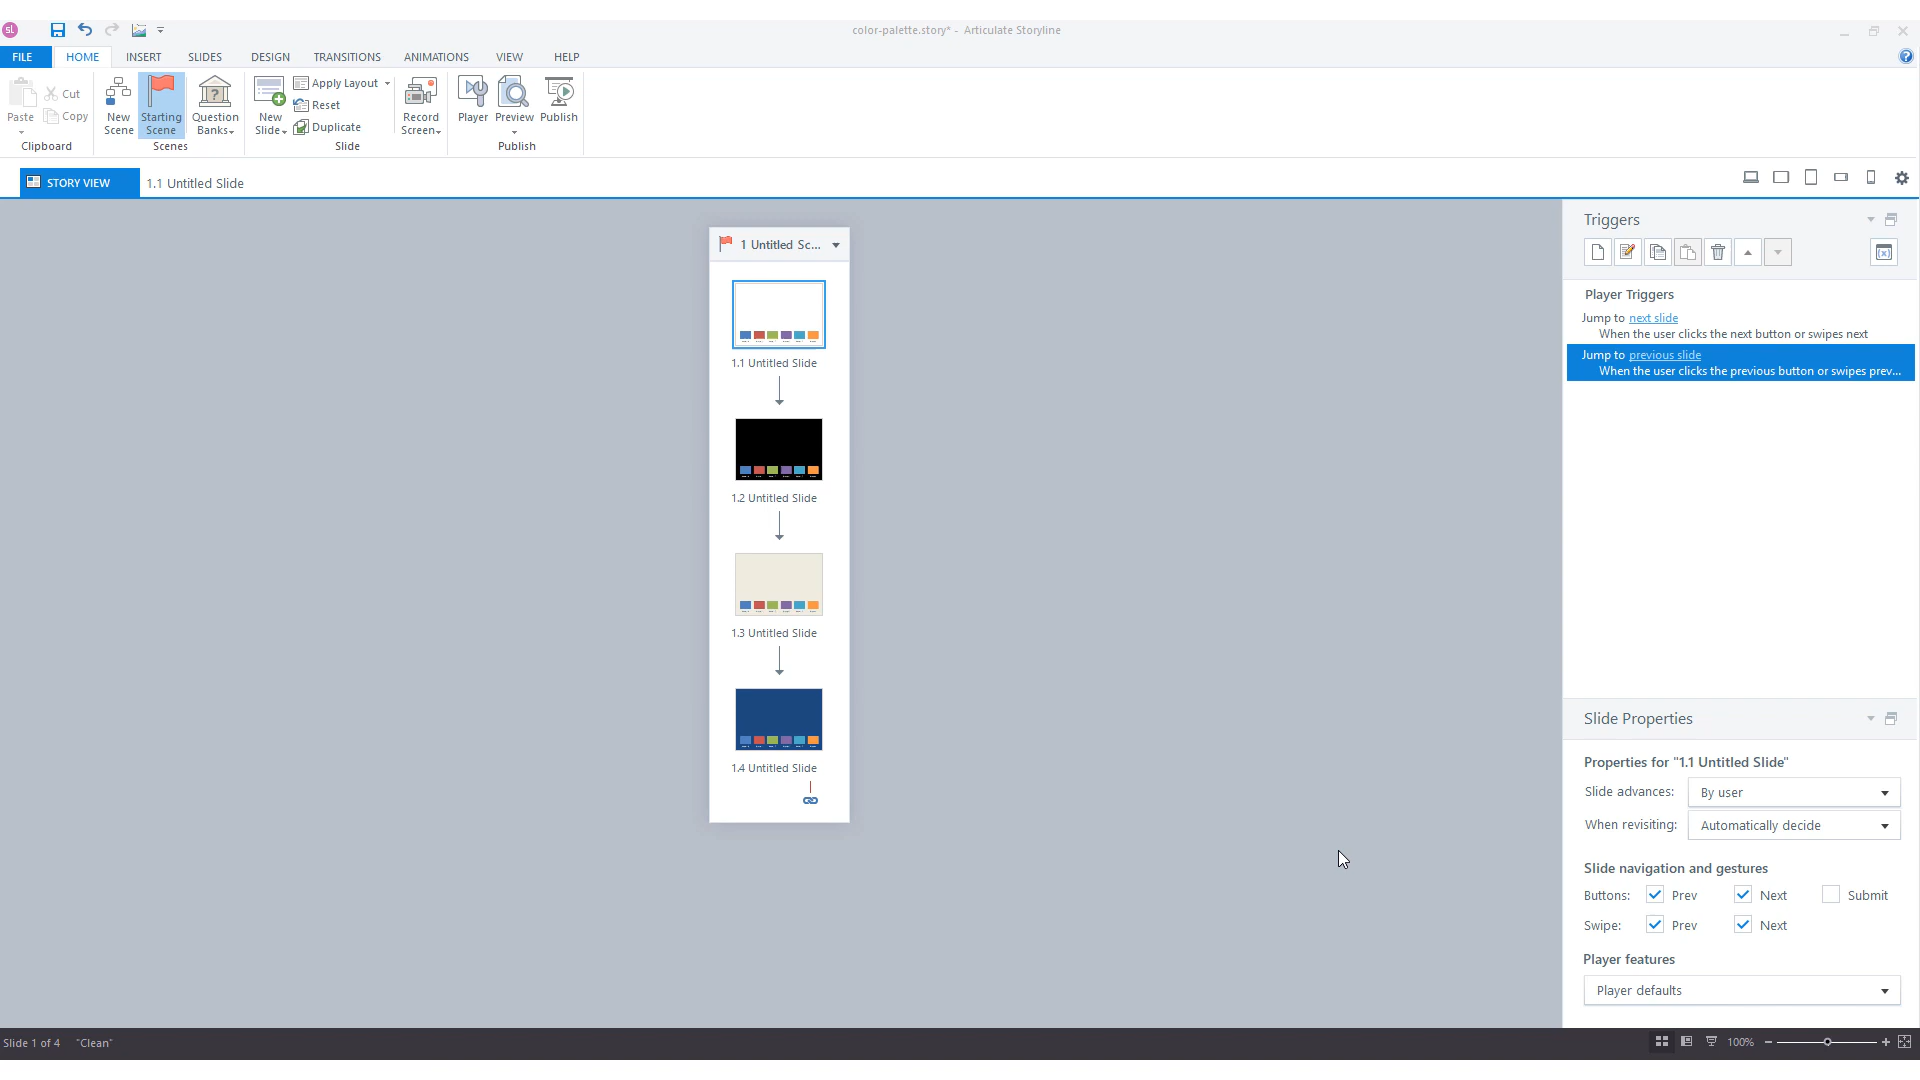 sl
color-palette.story* - Articulate Storyline
FILE HOME INSERT SLIDES DESIGN TRANSITIONS ANIMATIONS VIEW HELP
Paste
Cut
Copy
Clipboard
New Scene
Starting Scene
Question Banks
Scenes
New Slide
Apply Layout
Reset
Duplicate
Slide
Record Screen
Player
Preview
Publish
Publish
STORY VIEW
1.1 Untitled Slide
1 Untitled Sc...
1.1 Untitled Slide
1.2 Untitled Slide
1.3 Untitled Slide
1.4 Untitled Slide
Triggers
Player Triggers
Jump to next slide
When the user clicks the next button or swipes next
Jump to previous slide
When the user clicks the previous button or swipes prev...
Slide Properties
Properties for "1.1 Untitled Slide"
Slide advances: By user
When revisiting: Automatically decide
Slide navigation and gestures
Buttons: Prev Next Submit
Swipe: Prev Next
Player features
Player defaults
Slide 1 of 4 "Clean"
100%